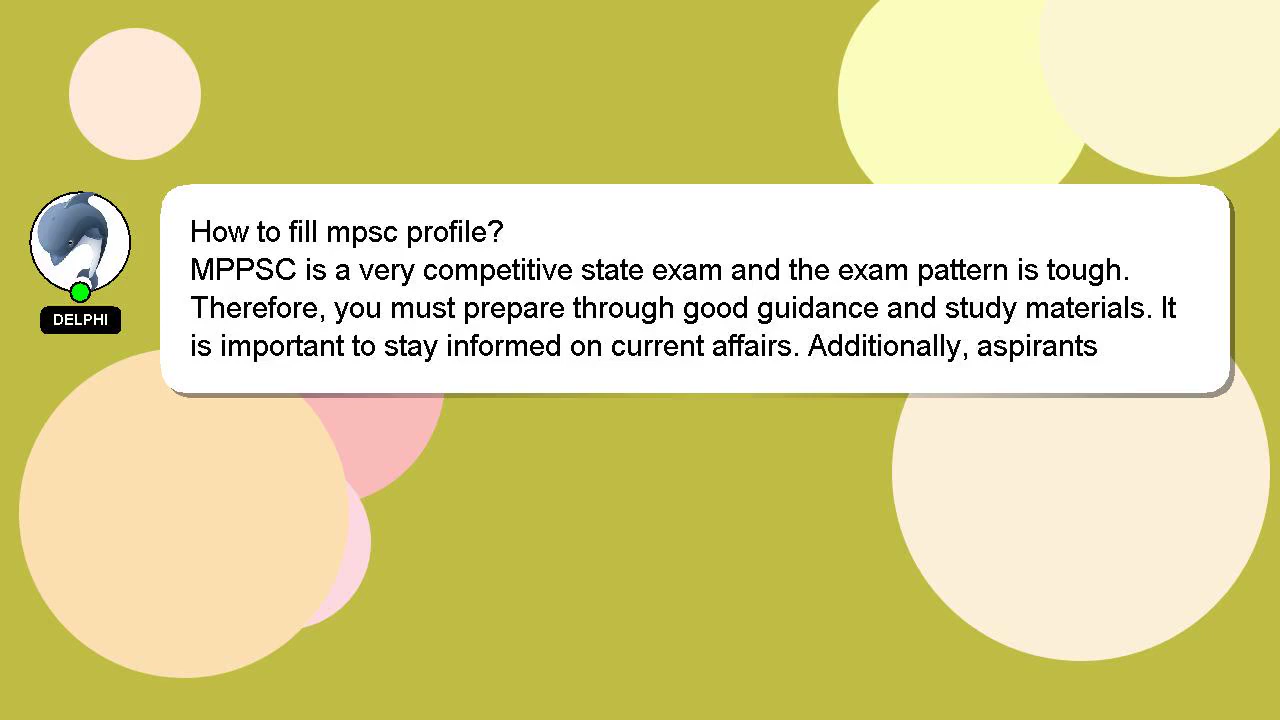 How to fill mpsc profile?
MPPSC is a very competitive state exam and the exam pattern is tough.
Therefore, you must prepare through good guidance and study materials. It
is important to stay informed on current affairs. Additionally, aspirants
DELPHI